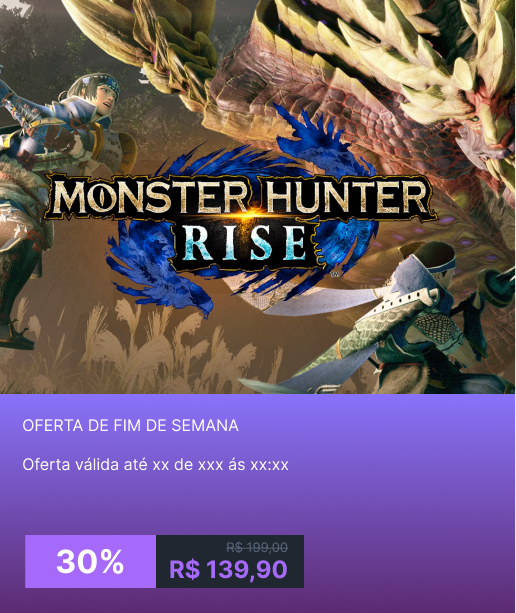 MONSTER HUNTER
RISE
OFERTA DE FIM DE SEMANA
Oferta válida até xx de xxx ás xx:xx
30%
R$ 199,00
R$ 139,90